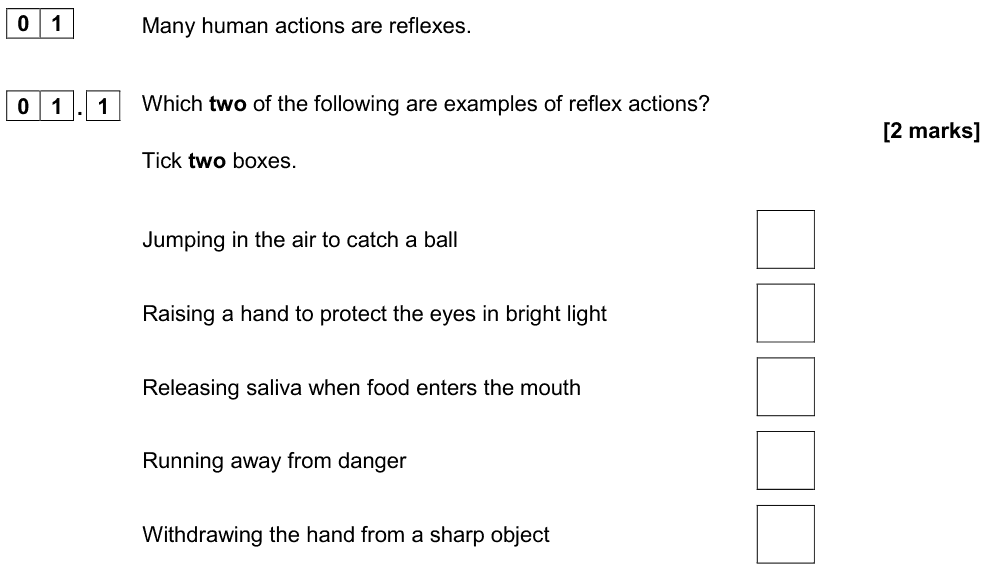 0 1 Many human actions are reflexes.
0 1 . 1 Which two of the following are examples of reflex actions?
[2 marks]
Tick two boxes.
Jumping in the air to catch a ball
Raising a hand to protect the eyes in bright light
Releasing saliva when food enters the mouth
Running away from danger
Withdrawing the hand from a sharp object